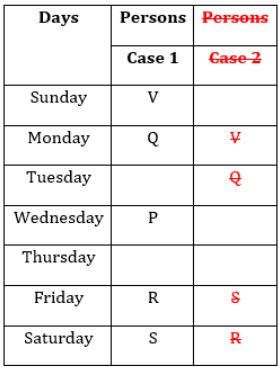 Days Persons Persons
Case 1 Case 2
Sunday V
Monday Q V
Tuesday Q
Wednesday P
Thursday
Friday R S
Saturday S R